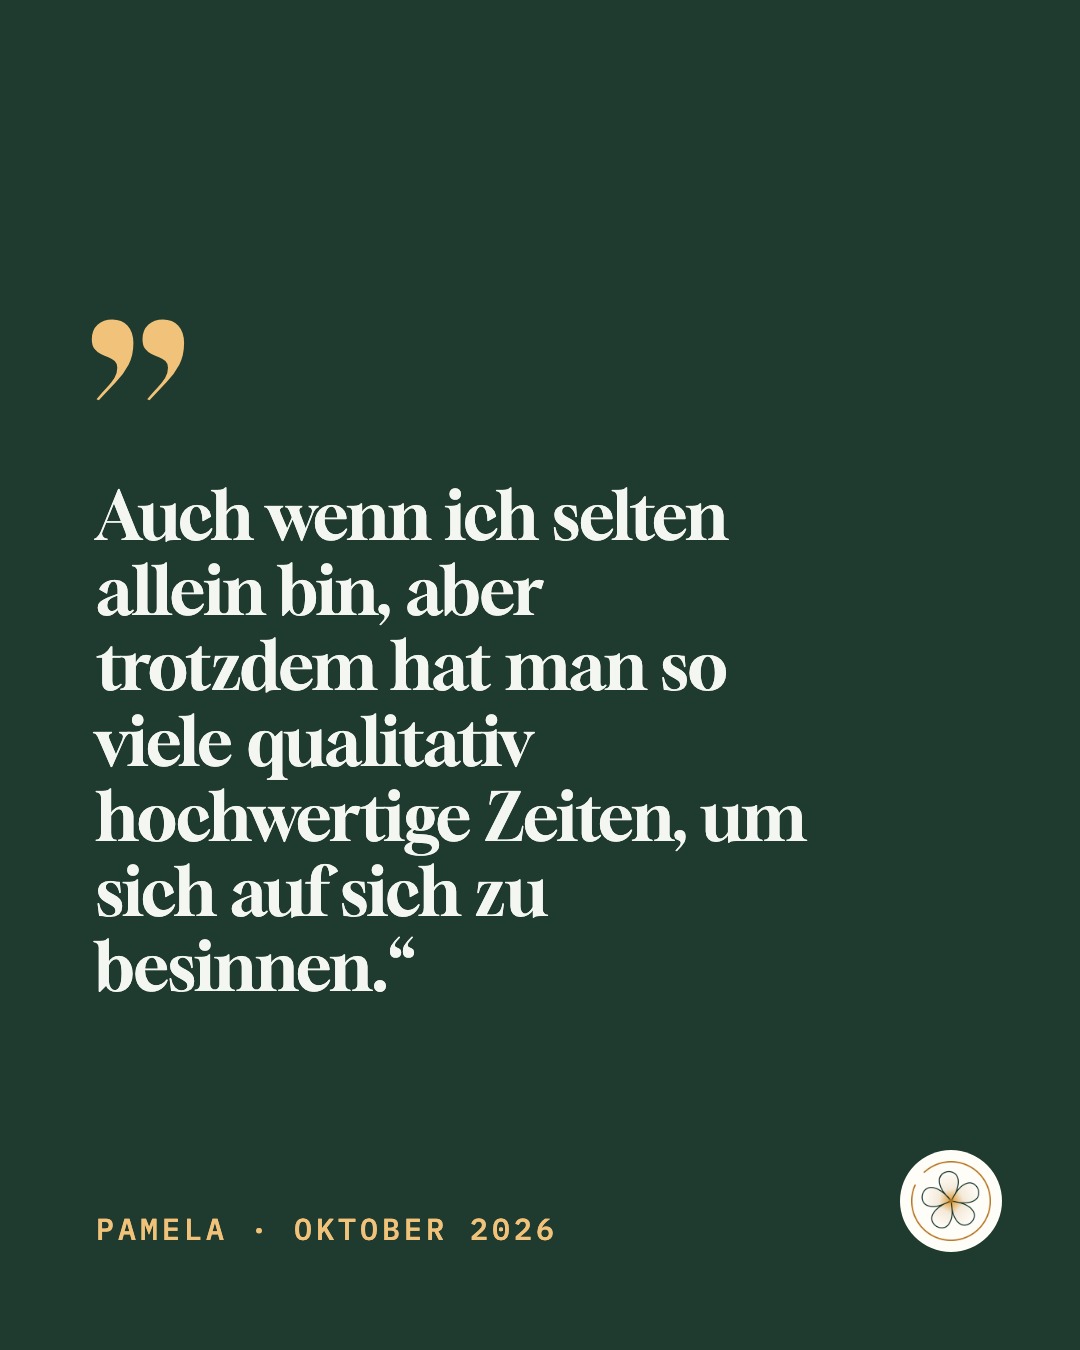 ”
Auch wenn ich selten
allein bin, aber
trotzdem hat man so
viele qualitativ
hochwertige Zeiten, um
sich auf sich zu
besinnen.“
PAMELA · OKTOBER 2026